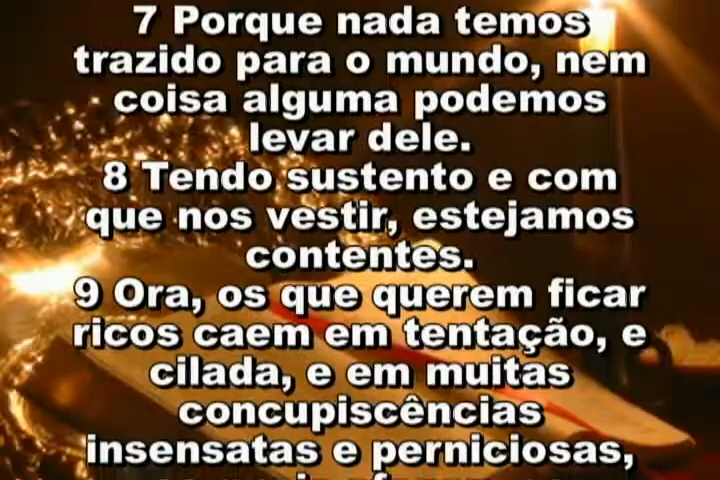 7 Porque nada temos
trazido para o mundo, nem
coisa alguma podemos
levar dele.
8 Tendo sustento e com
que nos vestir, estejamos
contentes.
9 Ora, os que querem ficar
ricos caem em tentação, e
cilada, e em muitas
concupiscências
insensatas e perniciosas,